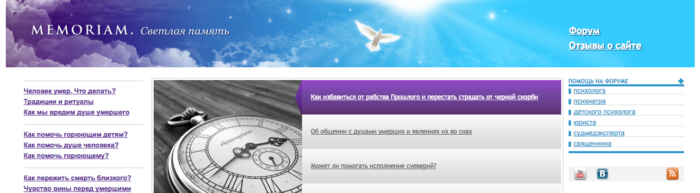 MEMORIAM. Светлая память
Форум
Отзывы о сайте
Человек умер. Что делать?
Традиции и ритуалы
Как мы вредим душе умершего
Как помочь горюющим детям?
Как помочь душе человека?
Как помочь горюющему?
Как пережить смерть близкого?
Чувство вины перед умершими
Как избавиться от рабства Прошлого и перестать страдать от черной скорби
Об общении с душами умерших и явлениях их во снах
Может ли помогать исполнение суеверий?
ПОМОЩЬ НА ФОРУМЕ
психолога
психиатра
детского психолога
юриста
судмедэксперта
священника